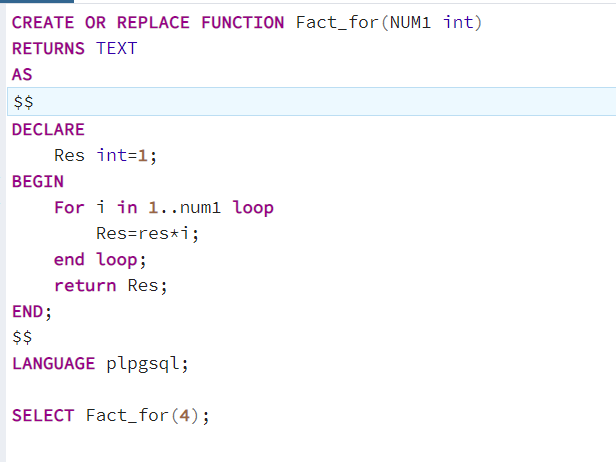 CREATE OR REPLACE FUNCTION Fact_for(NUM1 int)
RETURNS TEXT
AS
$$
DECLARE
    Res int=1;
BEGIN
    For i in 1..num1 loop
        Res=res*i;
    end loop;
    return Res;
END;
$$
LANGUAGE plpgsql;

SELECT Fact_for(4);